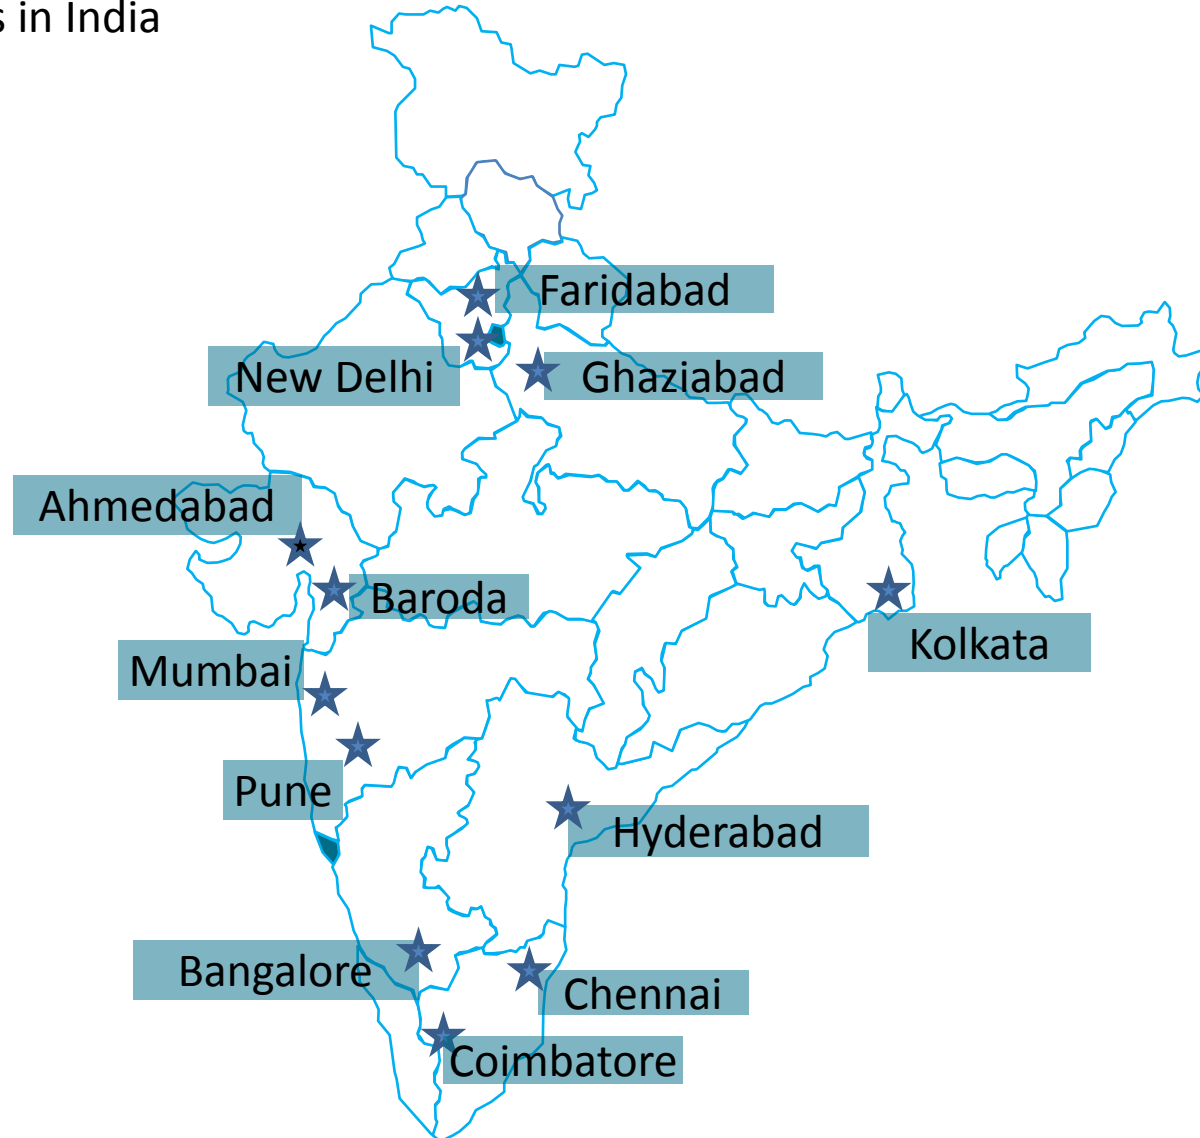 s in India
Faridabad
New Delhi
Ghaziabad
Ahmedabad
Baroda
Kolkata
Mumbai
Pune
Hyderabad
Bangalore
Chennai
Coimbatore